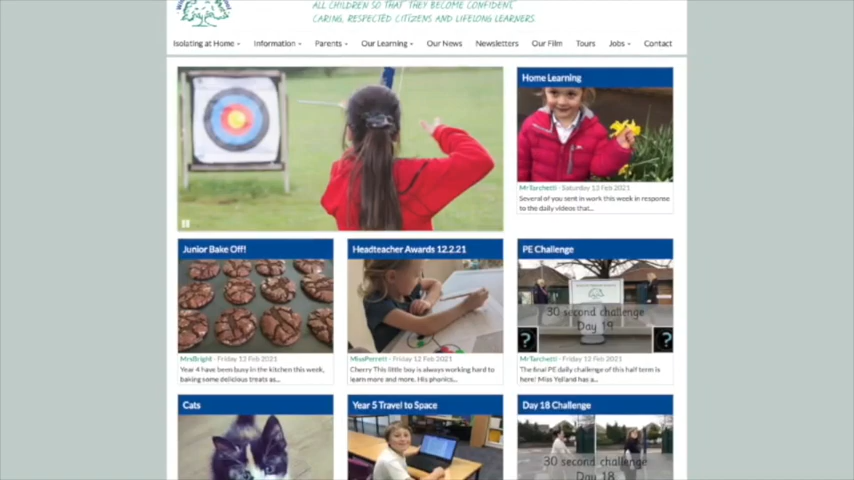 ALL CHILDREN SO THAT THEY BECOME CONFIDENT,
CARING, RESPECTED CITIZENS AND LIFELONG LEARNERS.
Isolating at Home Information Parents Our Learning Our News Newsletters Our Film Tours Jobs Contact
Home Learning
MrTarchetti - Saturday 13 Feb 2021
Several of you sent in work this week in response
to the daily videos that...
Junior Bake Off!
MrsBright - Friday 12 Feb 2021
Year 4 have been busy in the kitchen this week,
baking some delicious treats as...
Headteacher Awards 12.2.21
MissPerrett - Friday 12 Feb 2021
Cherry This little boy is always working hard to
learn more and more. His phonics...
PE Challenge
30 second challenge
Day 19
? ?
MrTarchetti - Friday 12 Feb 2021
The final PE daily challenge of this half term is
here! Miss Yelland has a...
Cats
Year 5 Travel to Space
Day 18 Challenge
30 second challenge
Day 18